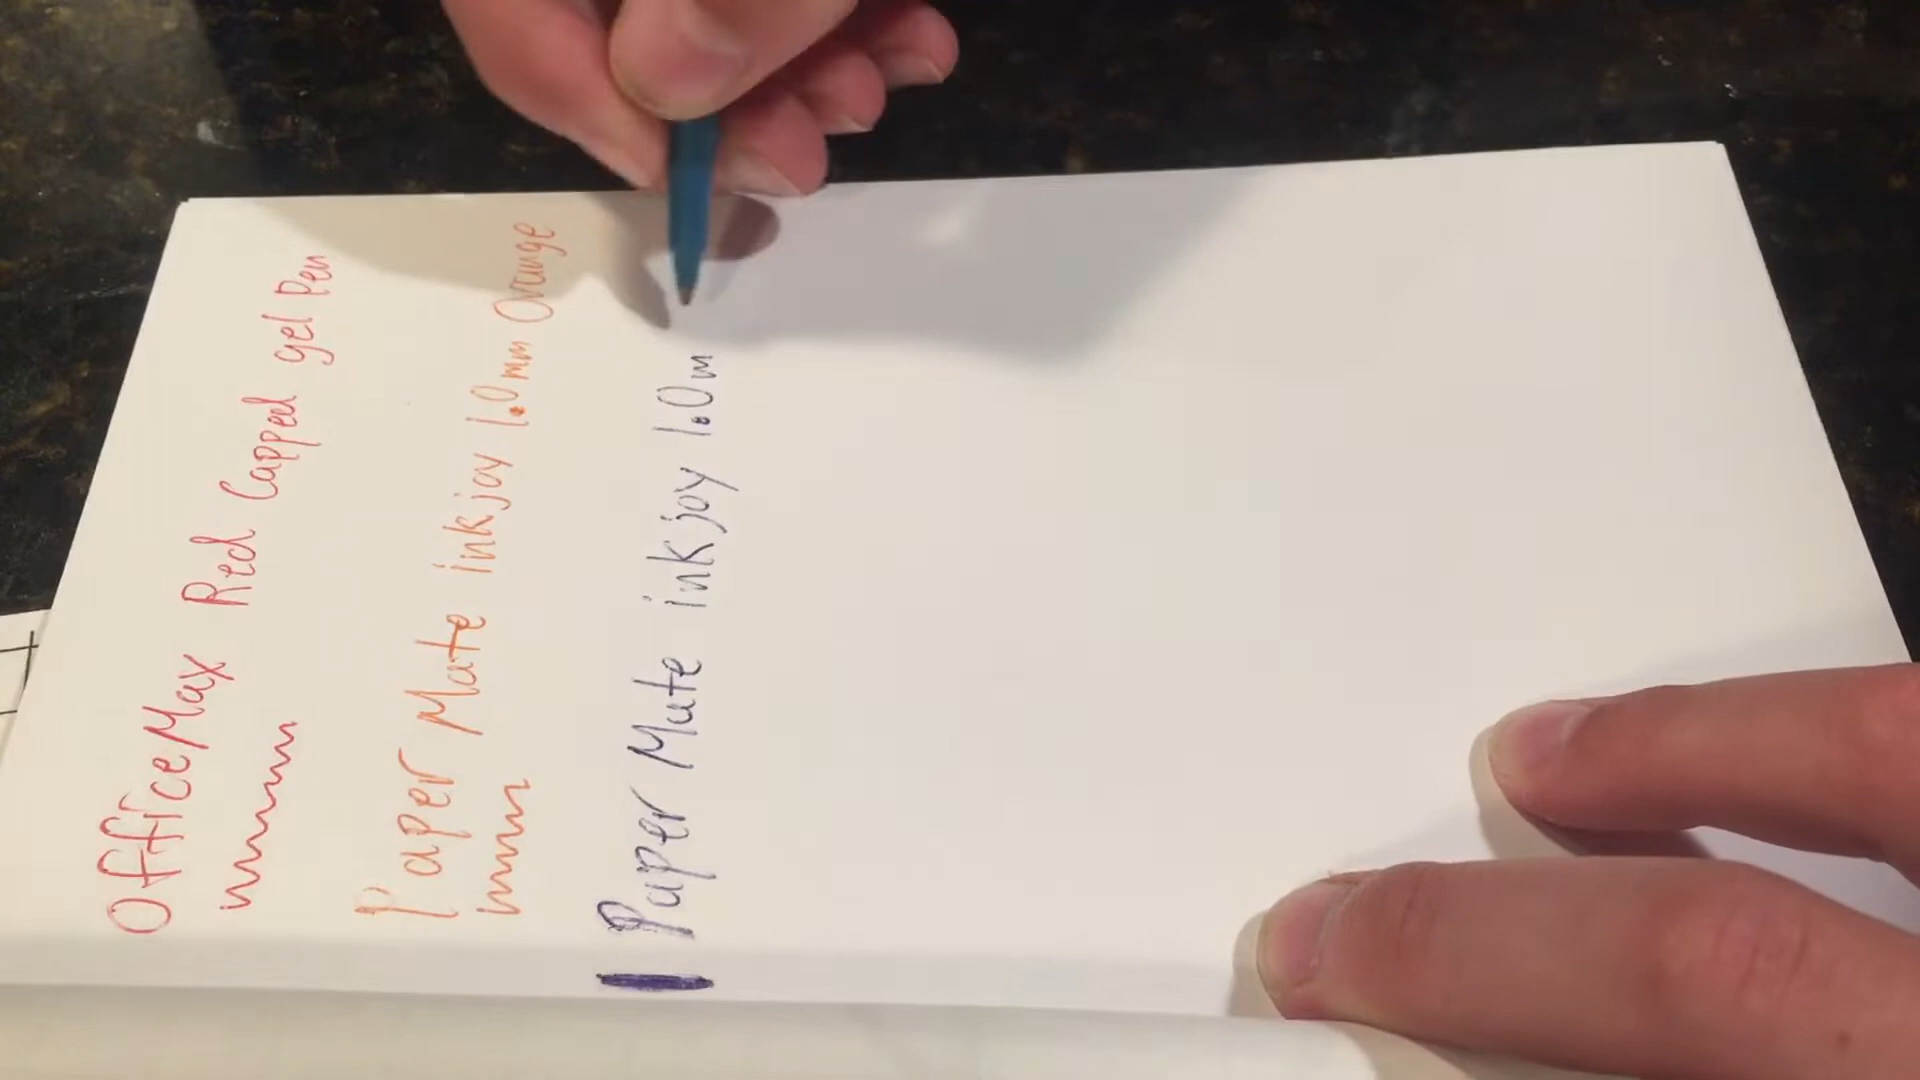 OfficeMax Red Capped gel Pen
Paper Mate inkjoy 1.0mm Orange
Paper Mate inkjoy 1.0m